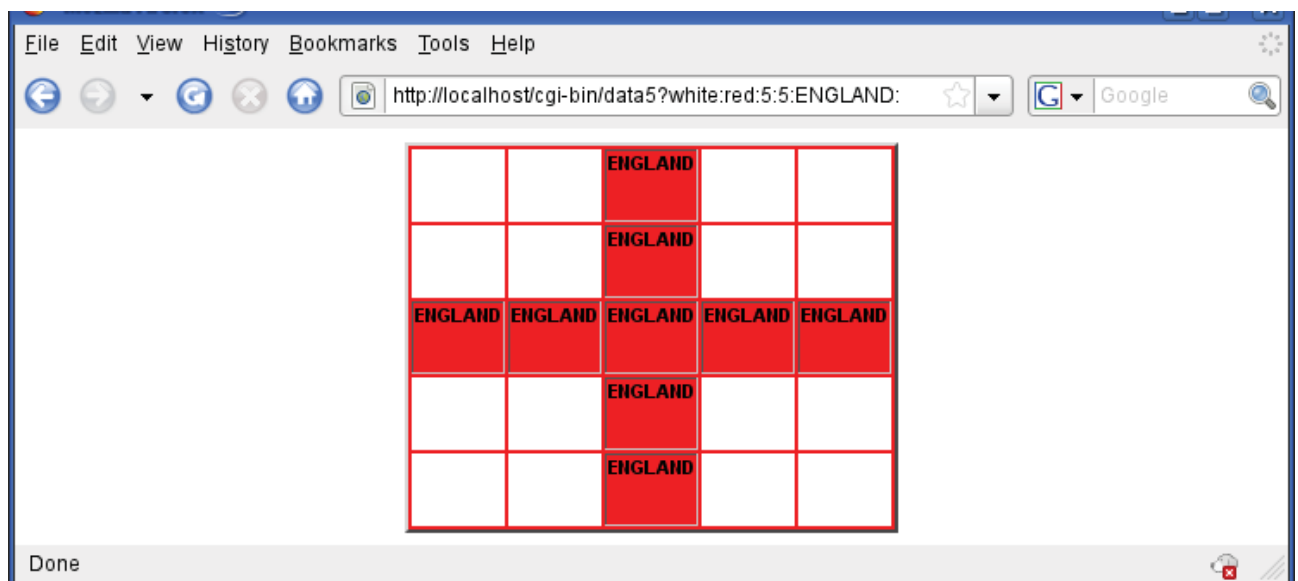 File Edit View History Bookmarks Tools Help
http://localhost/cgi-bin/data5?white:red:5:5:ENGLAND: G Google
ENGLAND
ENGLAND
ENGLAND ENGLAND ENGLAND ENGLAND ENGLAND
ENGLAND
ENGLAND
Done